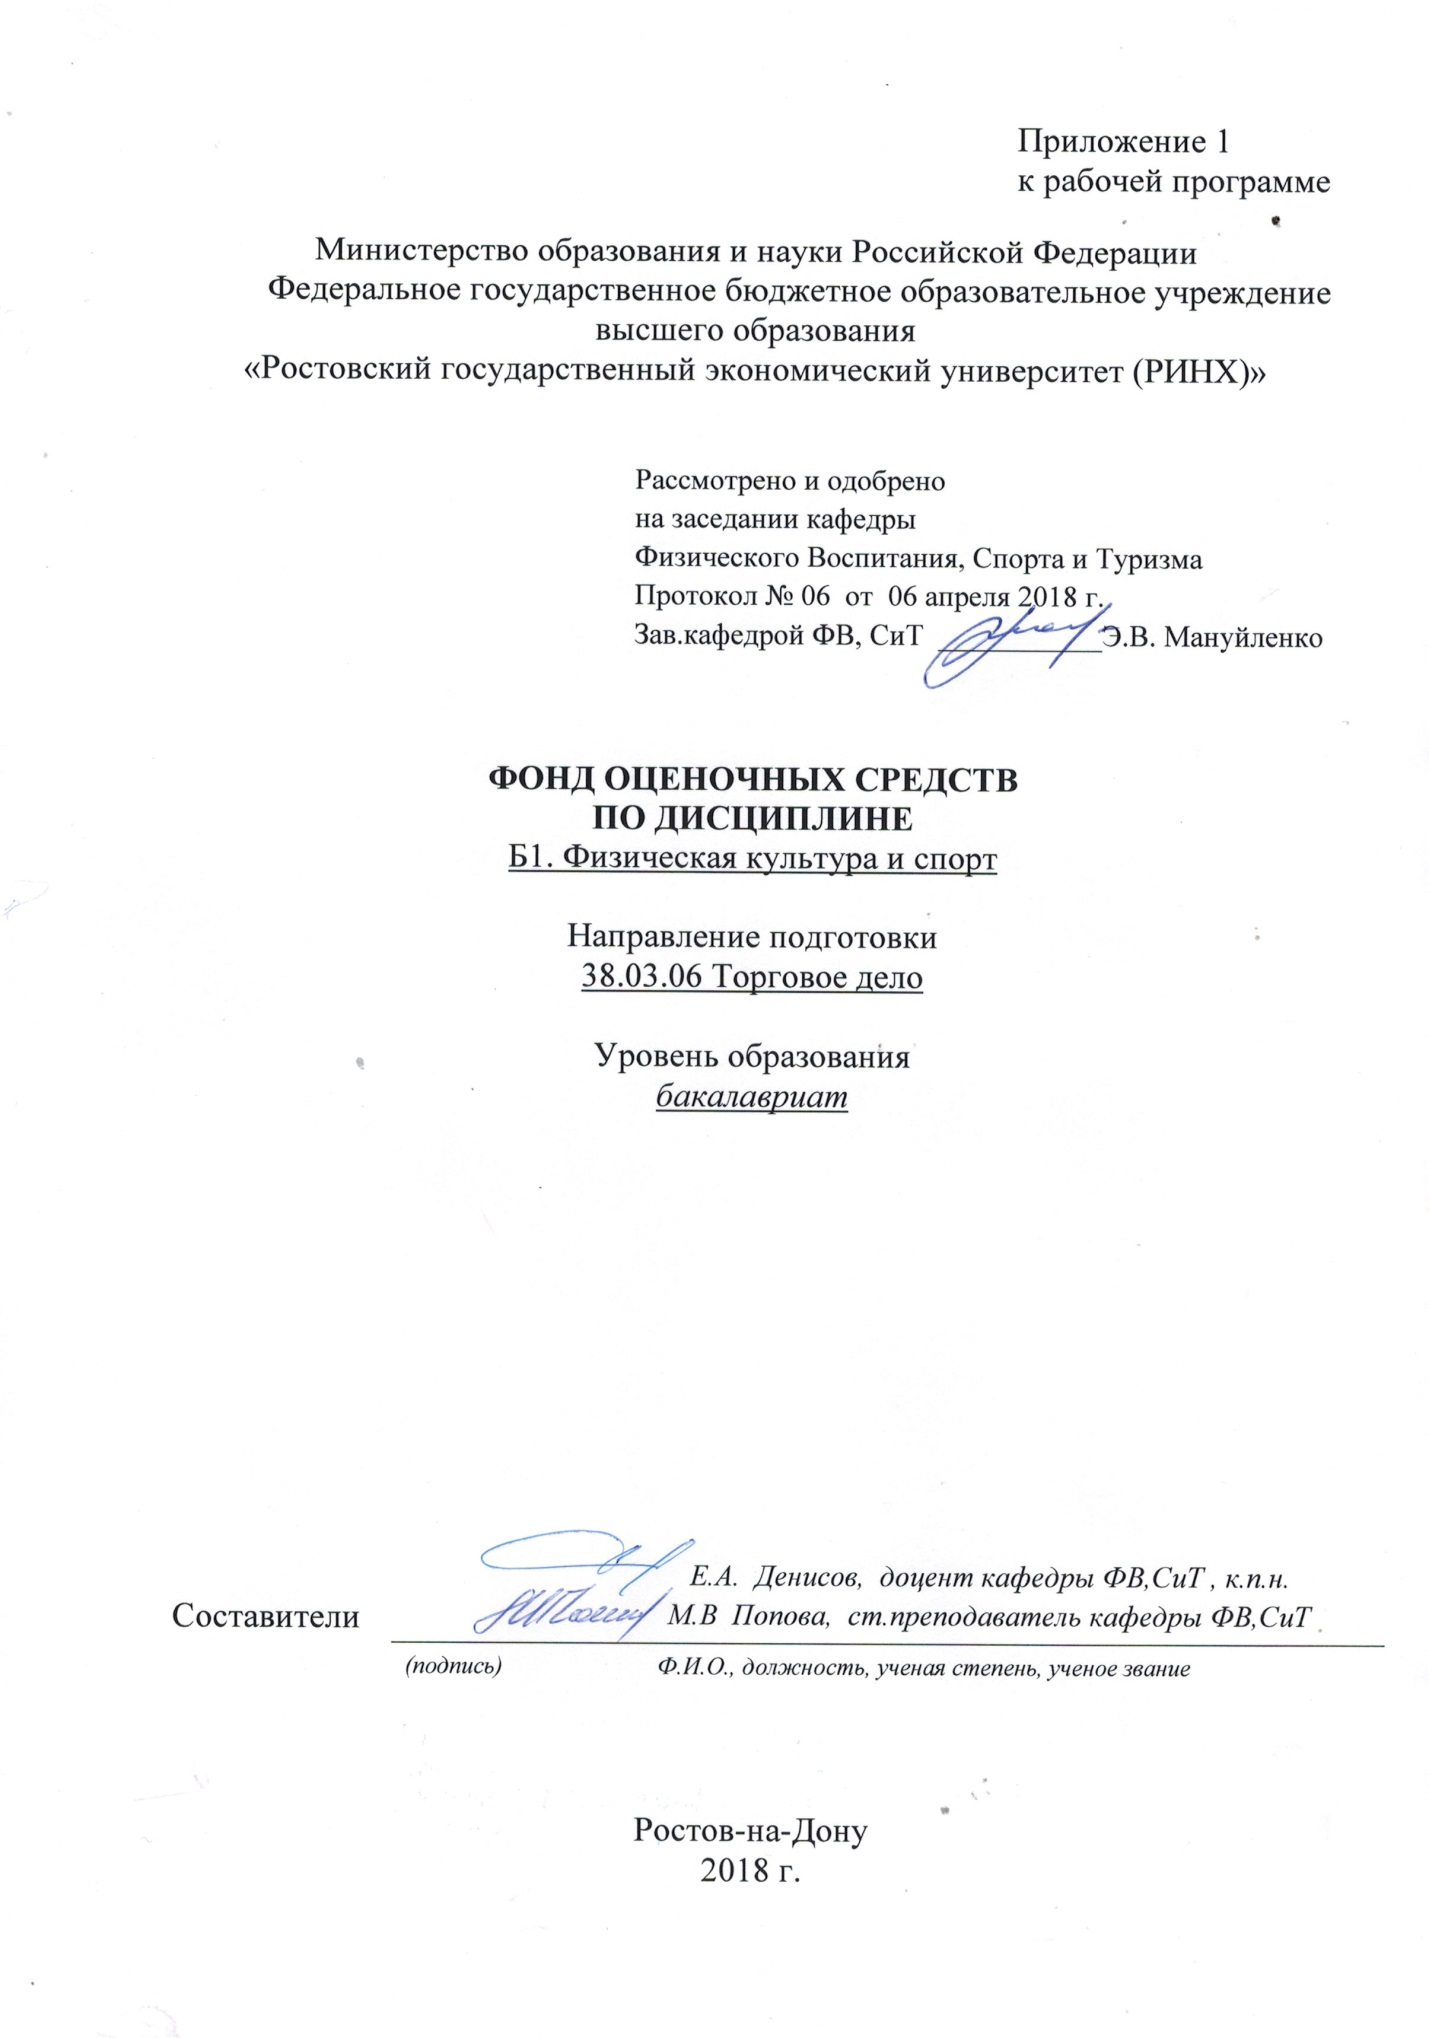 Приложение 1
к рабочей программе
Министерство образования и науки Российской Федерации
Федеральное государственное бюджетное образовательное учреждение
высшего образования
«Ростовский государственный экономический университет (РИНХ)»
Рассмотрено и одобрено
на заседании кафедры
Физического Воспитания, Спорта и Туризма
Протокол № 06 от 06 апреля 2018 г.
Зав.кафедрой ФВ, СиТ ____________Э.В. Мануйленко
ФОНД ОЦЕНОЧНЫХ СРЕДСТВ
ПО ДИСЦИПЛИНЕ
Б1. Физическая культура и спорт
Направление подготовки
38.03.06 Торговое дело
Уровень образования
бакалавриат
Е.А. Денисов, доцент кафедры ФВ,СиТ , к.п.н.
Составители М.В Попова, ст.преподаватель кафедры ФВ,СиТ
(подпись) Ф.И.О., должность, ученая степень, ученое звание
Ростов-на-Дону
2018 г.